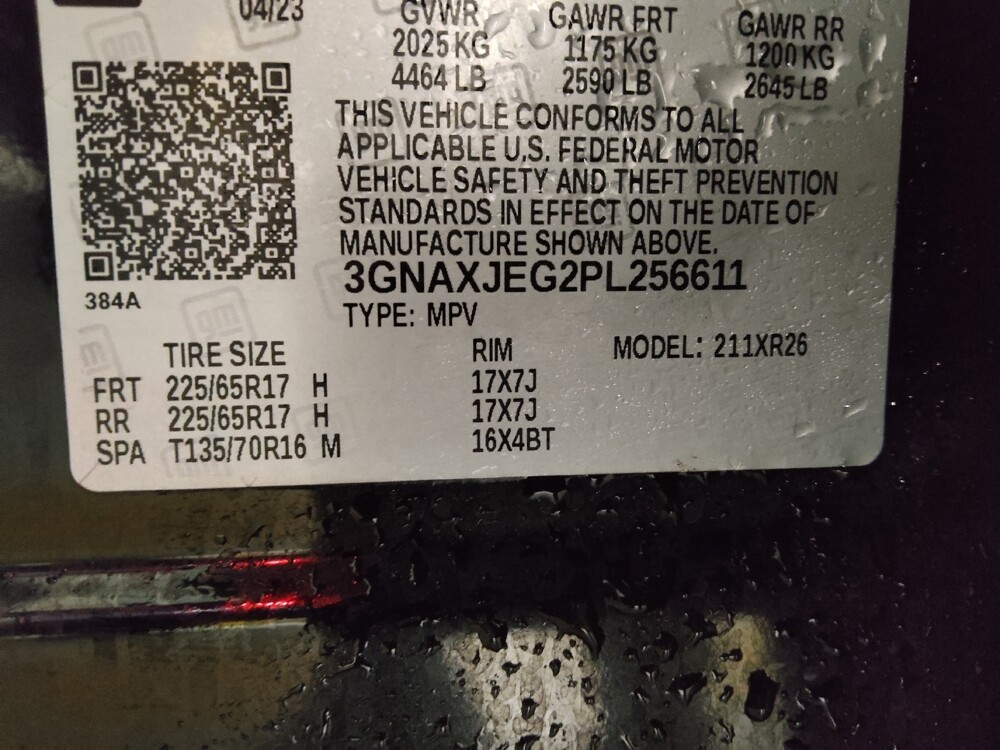 04/23 GVWR GAWR FRT GAWR RR
2025 KG 1175 KG 1200 KG
4464 LB 2590 LB 2645 LB
THIS VEHICLE CONFORMS TO ALL
APPLICABLE U.S. FEDERAL MOTOR
VEHICLE SAFETY AND THEFT PREVENTION
STANDARDS IN EFFECT ON THE DATE OF
MANUFACTURE SHOWN ABOVE.
3GNAXJEG2PL256611
384A
TYPE: MPV
TIRE SIZE RIM MODEL: 211XR26
FRT 225/65R17 H 17X7J
RR 225/65R17 H 17X7J
SPA T135/70R16 M 16X4BT